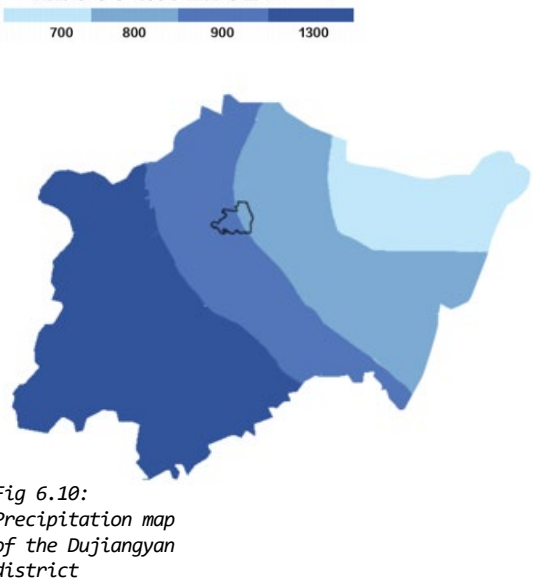 700 800 900 1300
Fig 6.10:
Precipitation map
of the Dujiangyan
district